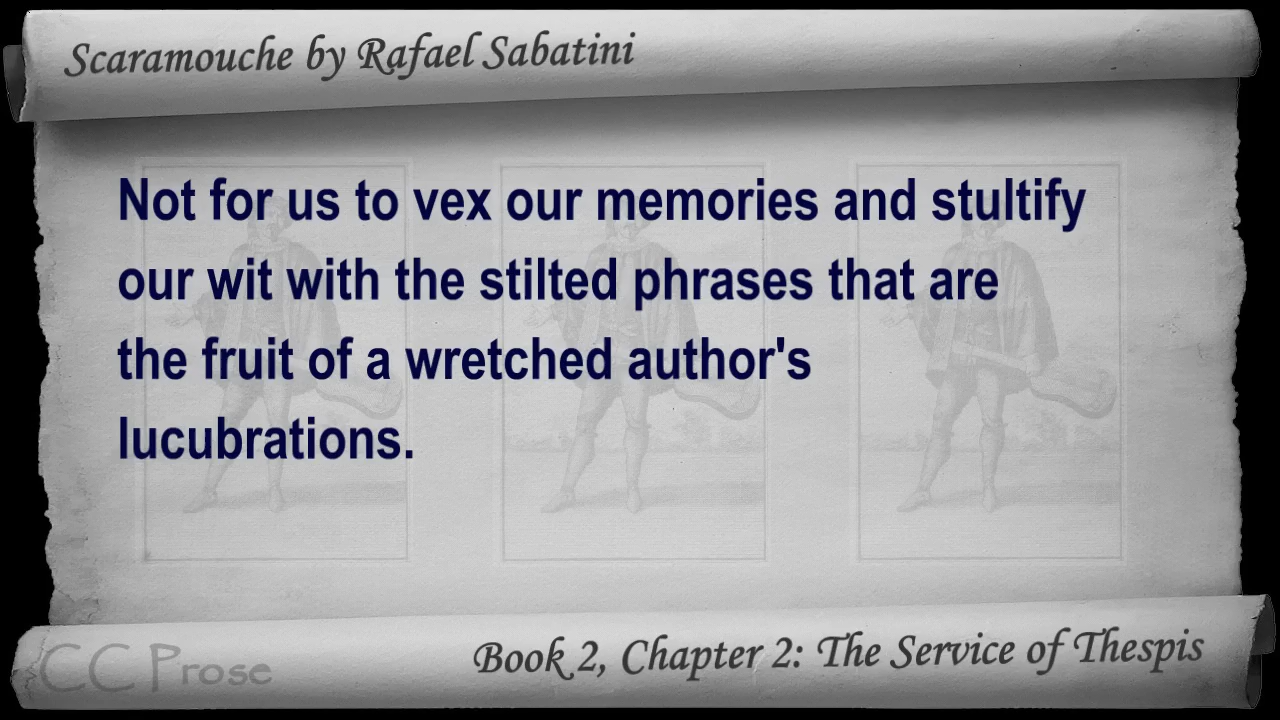 Scaramouche by Rafael Sabatini
Not for us to vex our memories and stultify
our wit with the stilted phrases that are
the fruit of a wretched author's
lucubrations.
CC Prose
Book 2, Chapter 2: The Service of Thespis